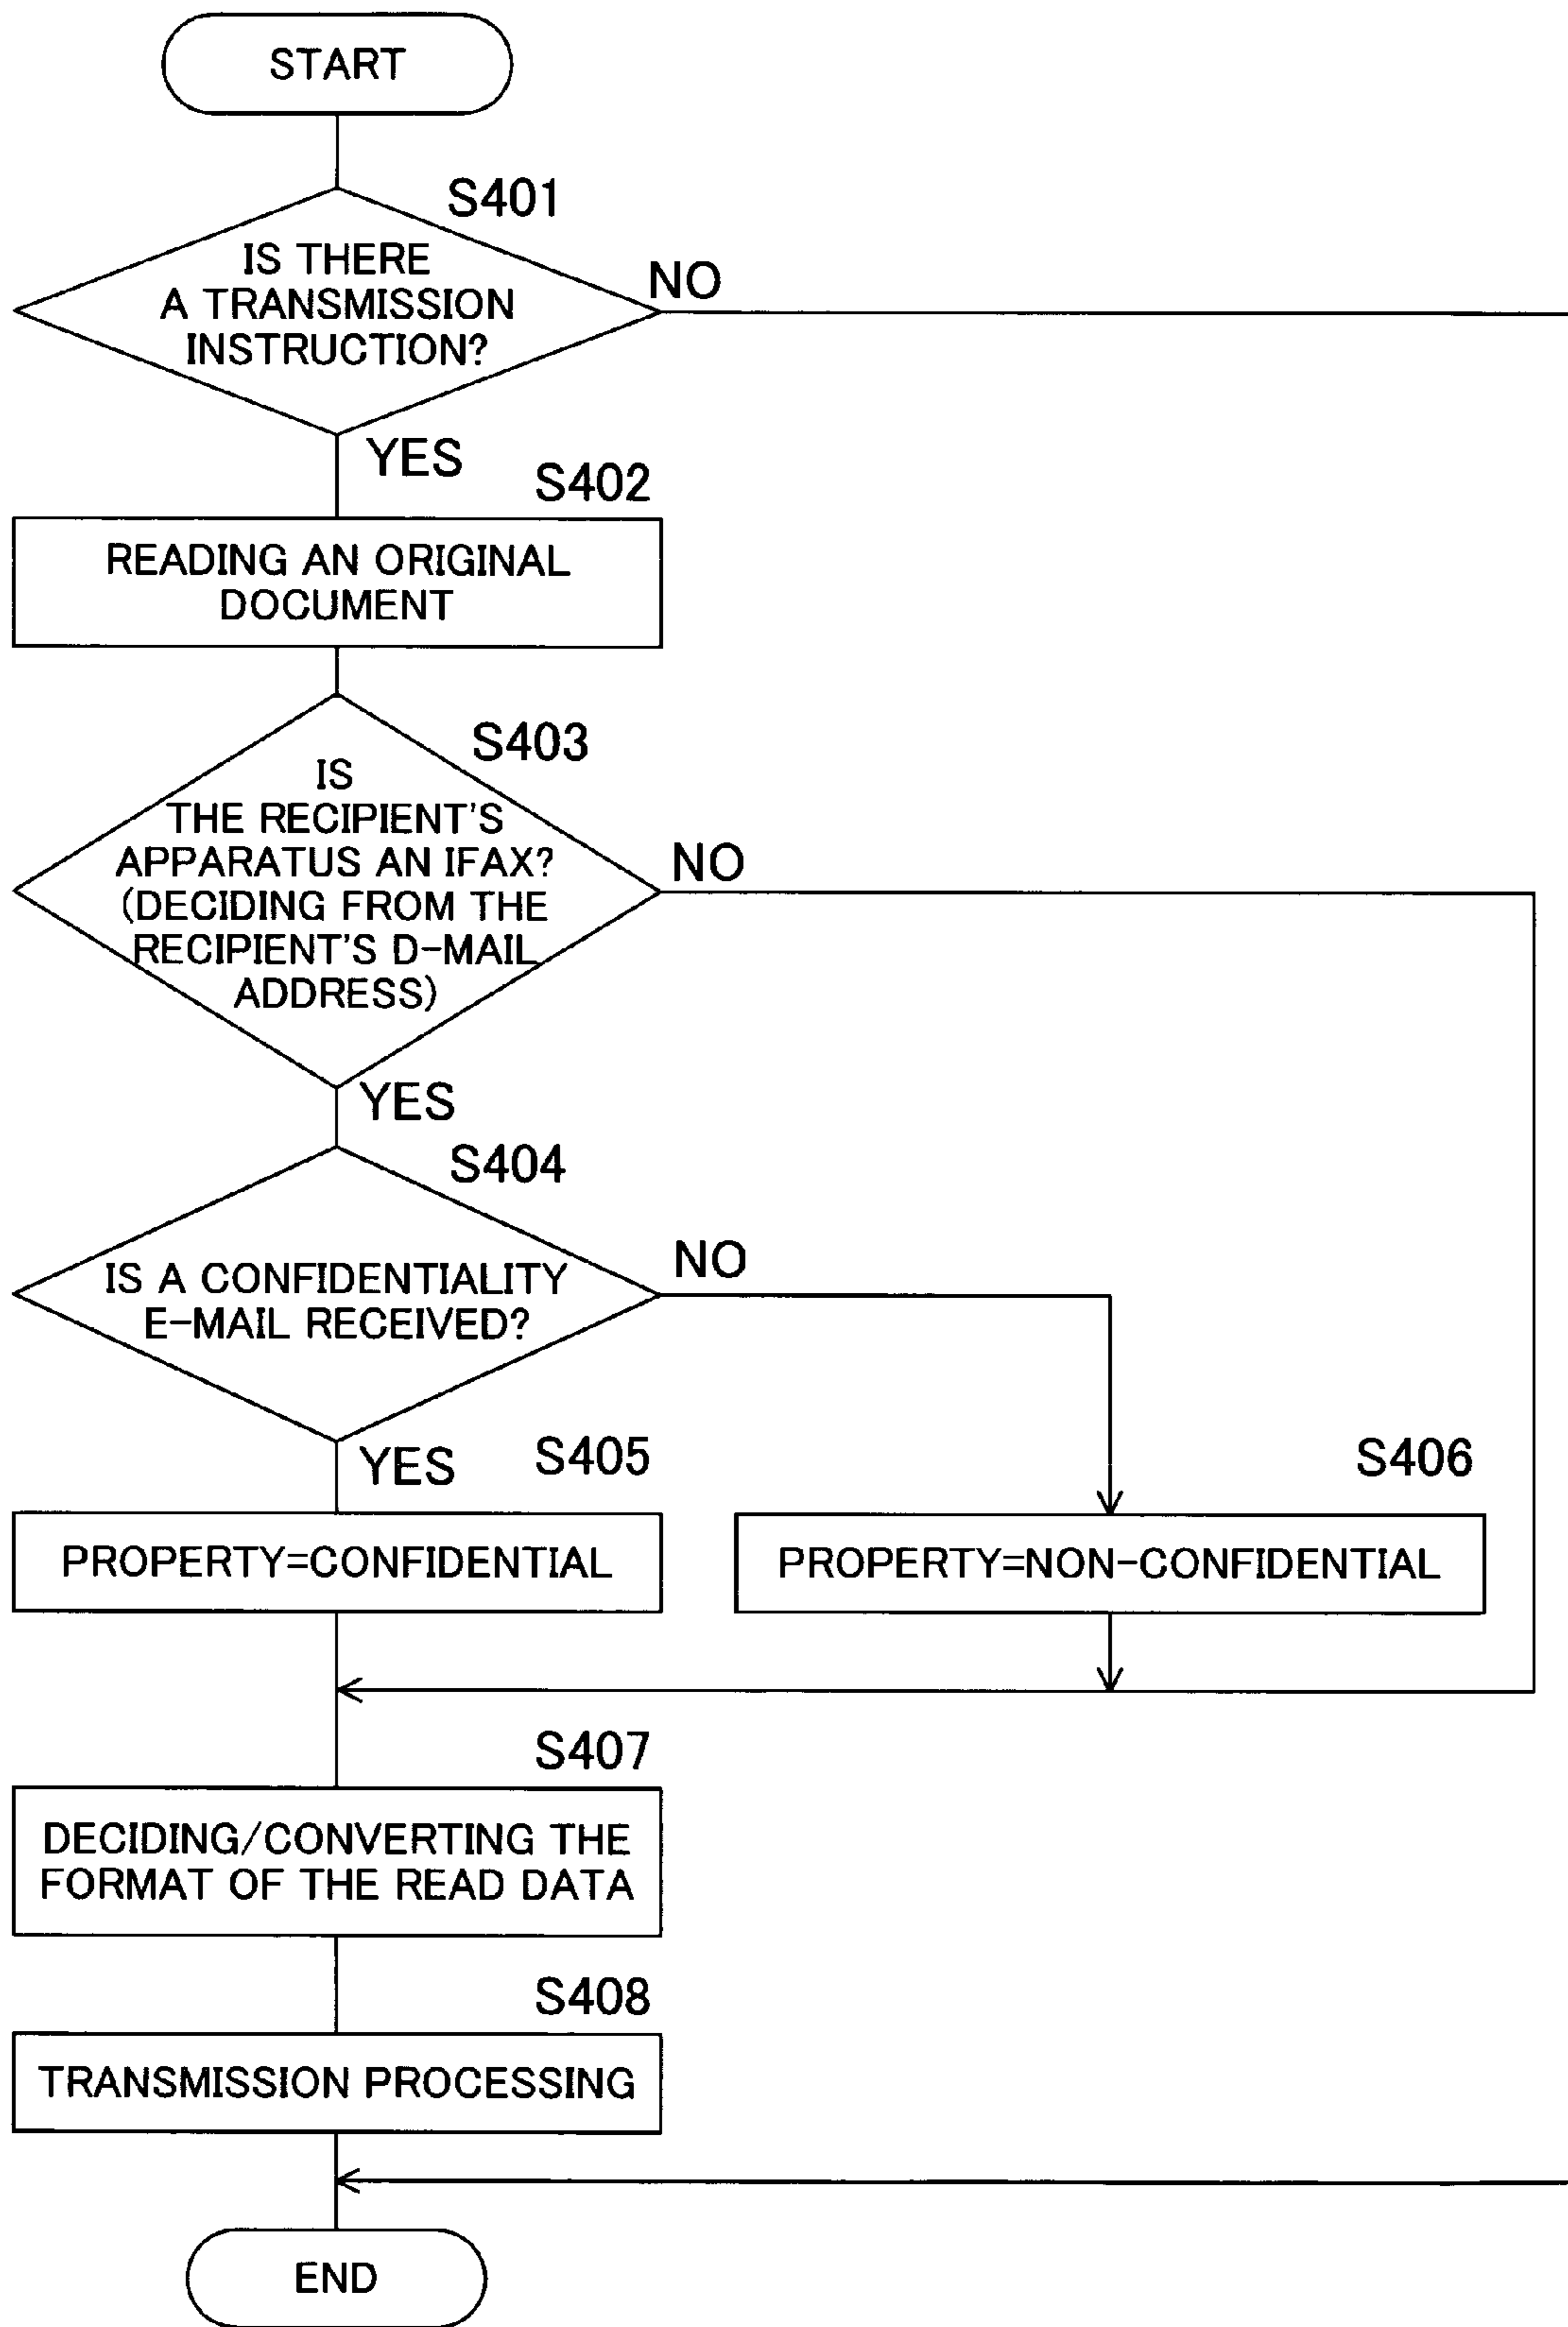 START
S401
IS THERE
A TRANSMISSION
INSTRUCTION?
NO
YES
S402
READING AN ORIGINAL
DOCUMENT
S403
IS
THE RECIPIENT'S
APPARATUS AN IFAX?
(DECIDING FROM THE
RECIPIENT'S D-MAIL
ADDRESS)
NO
YES
S404
IS A CONFIDENTIALITY
E-MAIL RECEIVED?
NO
YES
S405
S406
PROPERTY=CONFIDENTIAL
PROPERTY=NON-CONFIDENTIAL
S407
DECIDING/CONVERTING THE
FORMAT OF THE READ DATA
S408
TRANSMISSION PROCESSING
END